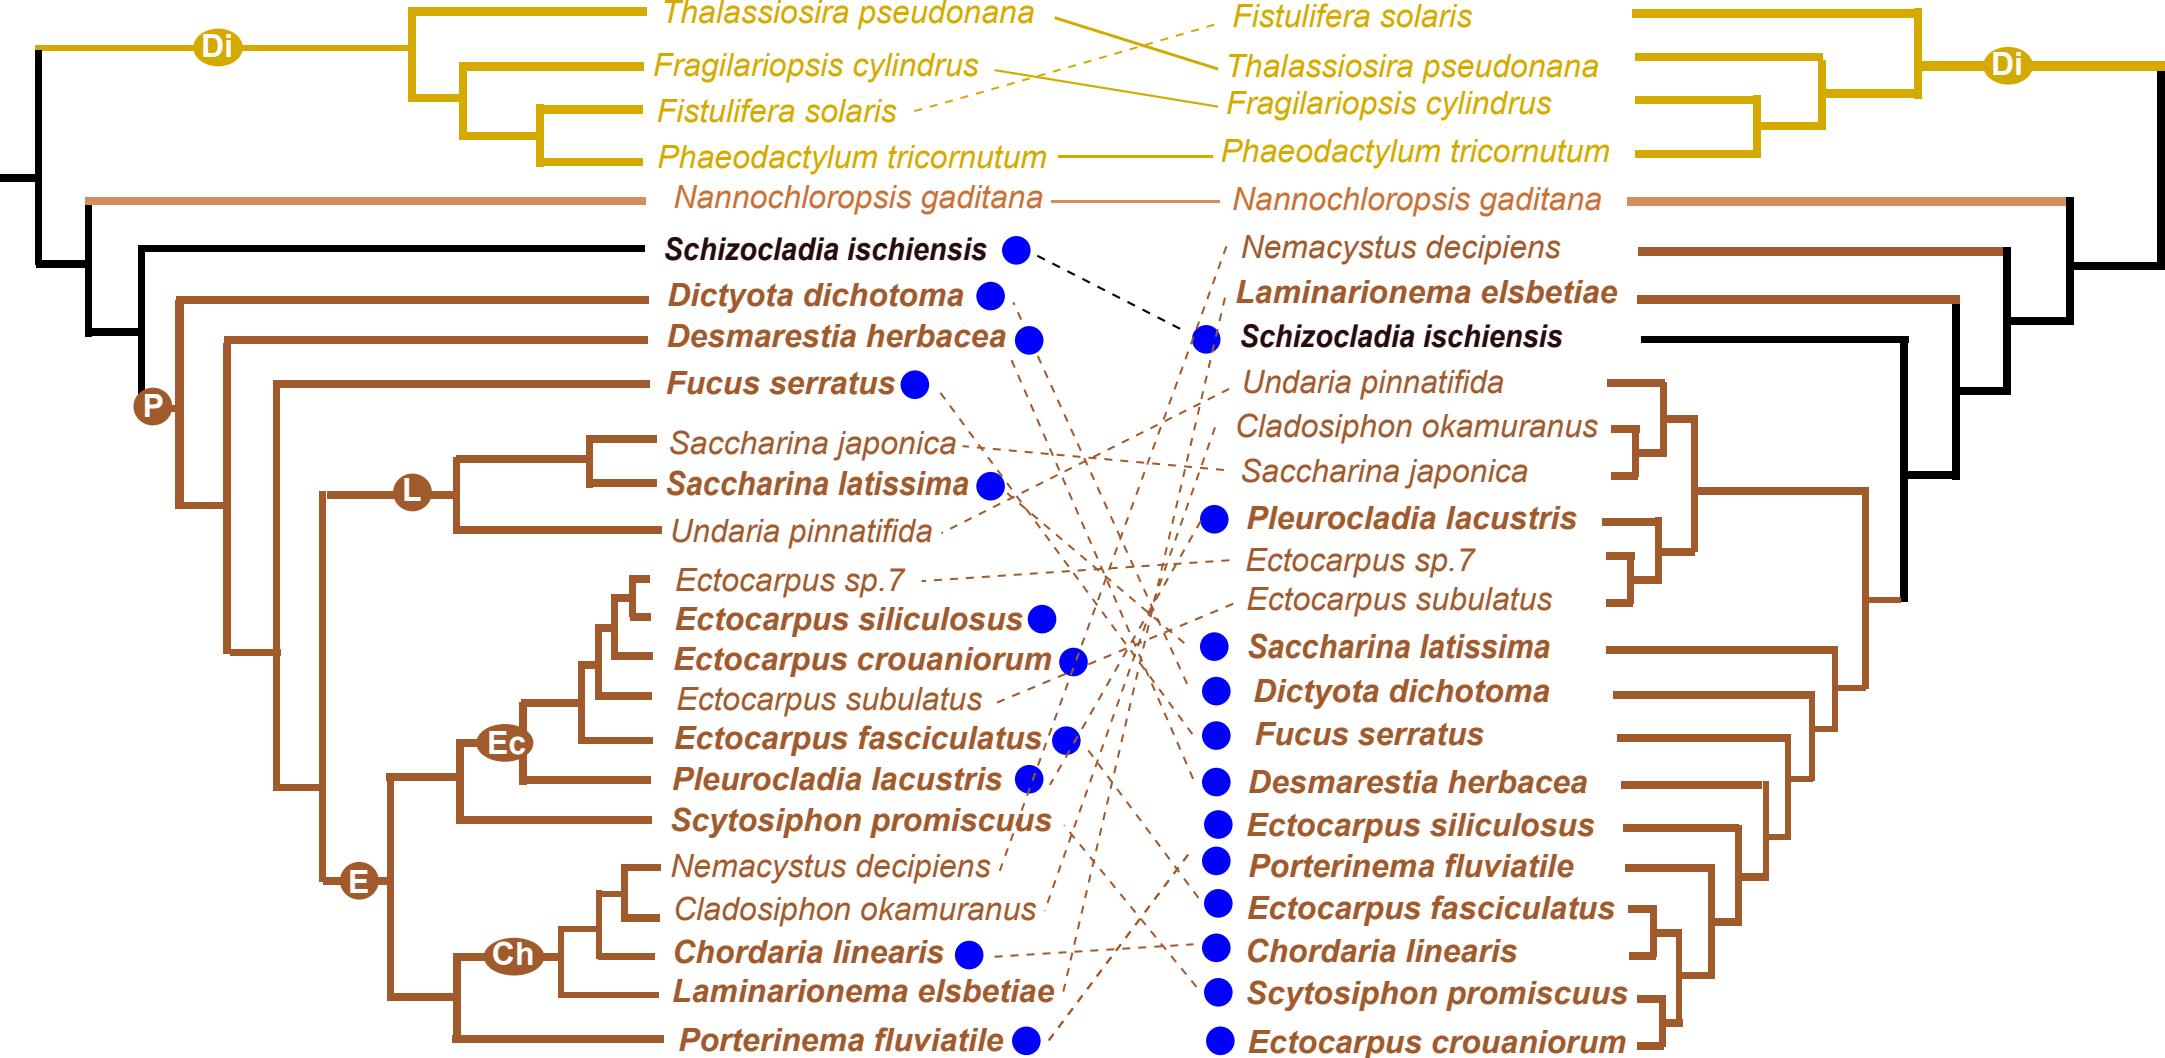 Di
Thalassiosira pseudonana
Fragilariopsis cylindrus
Fistulifera solaris
Phaeodactylum tricornutum
Nannochloropsis gaditana
Schizocladia ischiensis
Dictyota dichotoma
Desmarestia herbacea
Fucus serratus
P
Saccharina japonica
Saccharina latissima
L
Undaria pinnatifida
Ectocarpus sp.7
Ectocarpus siliculosus
Ectocarpus crouaniorum
Ectocarpus subulatus
Ectocarpus fasciculatus
Ec
Pleurocladia lacustris
Scytosiphon promiscuus
Nemacystus decipiens
E
Cladosiphon okamuranus
Chordaria linearis
Ch
Laminarionema elsbetiae
Porterinema fluviatile
Fistulifera solaris
Thalassiosira pseudonana
Di
Fragilariopsis cylindrus
Phaeodactylum tricornutum
Nannochloropsis gaditana
Nemacystus decipiens
Laminarionema elsbetiae
Schizocladia ischiensis
Undaria pinnatifida
Cladosiphon okamuranus
Saccharina japonica
Pleurocladia lacustris
Ectocarpus sp.7
Ectocarpus subulatus
Saccharina latissima
Dictyota dichotoma
Fucus serratus
Desmarestia herbacea
Ectocarpus siliculosus
Porterinema fluviatile
Ectocarpus fasciculatus
Chordaria linearis
Scytosiphon promiscuus
Ectocarpus crouaniorum